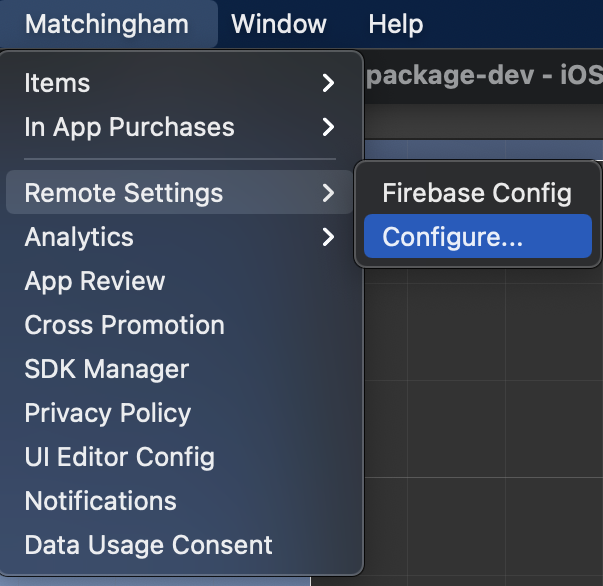 Matchingham Window Help
package-dev - iOS
Items
In App Purchases
Remote Settings
Firebase Config
Configure...
Analytics
App Review
Cross Promotion
SDK Manager
Privacy Policy
UI Editor Config
Notifications
Data Usage Consent